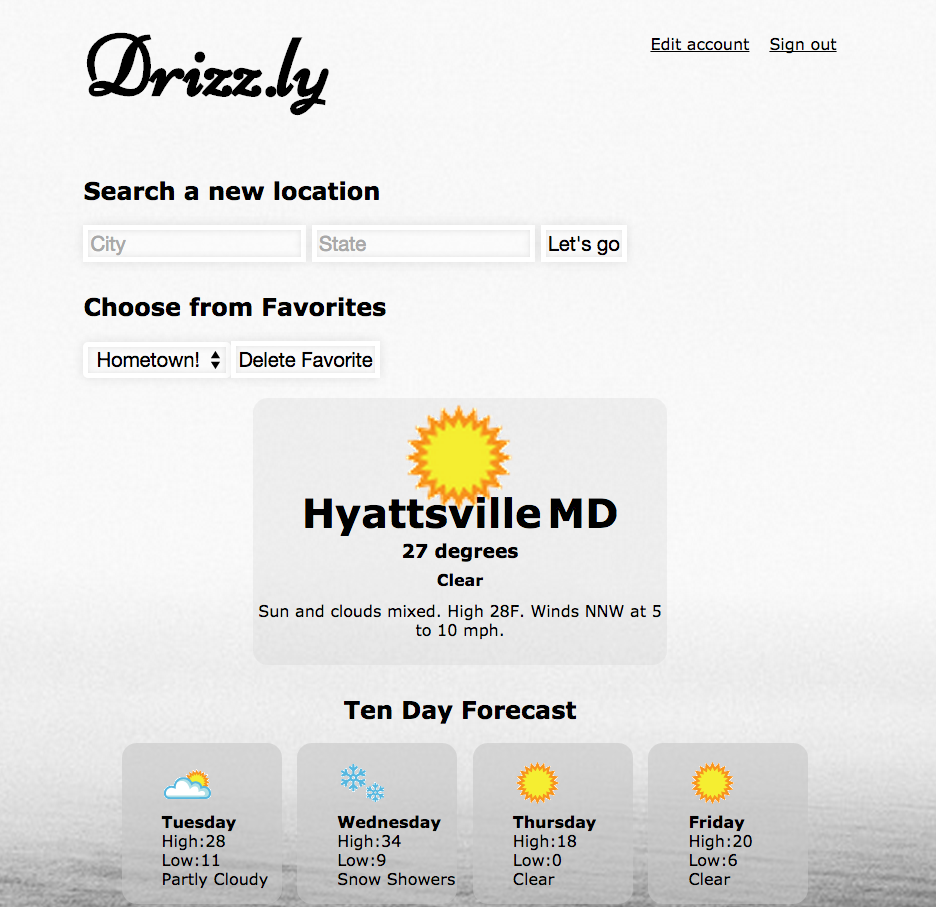 Drizz.ly
Edit account Sign out
Search a new location
City State Let's go
Choose from Favorites
Hometown! Delete Favorite
Hyattsville MD
27 degrees
Clear
Sun and clouds mixed. High 28F. Winds NNW at 5
to 10 mph.
Ten Day Forecast
Tuesday
High:28
Low:11
Partly Cloudy
Wednesday
High:34
Low:9
Snow Showers
Thursday
High:18
Low:0
Clear
Friday
High:20
Low:6
Clear